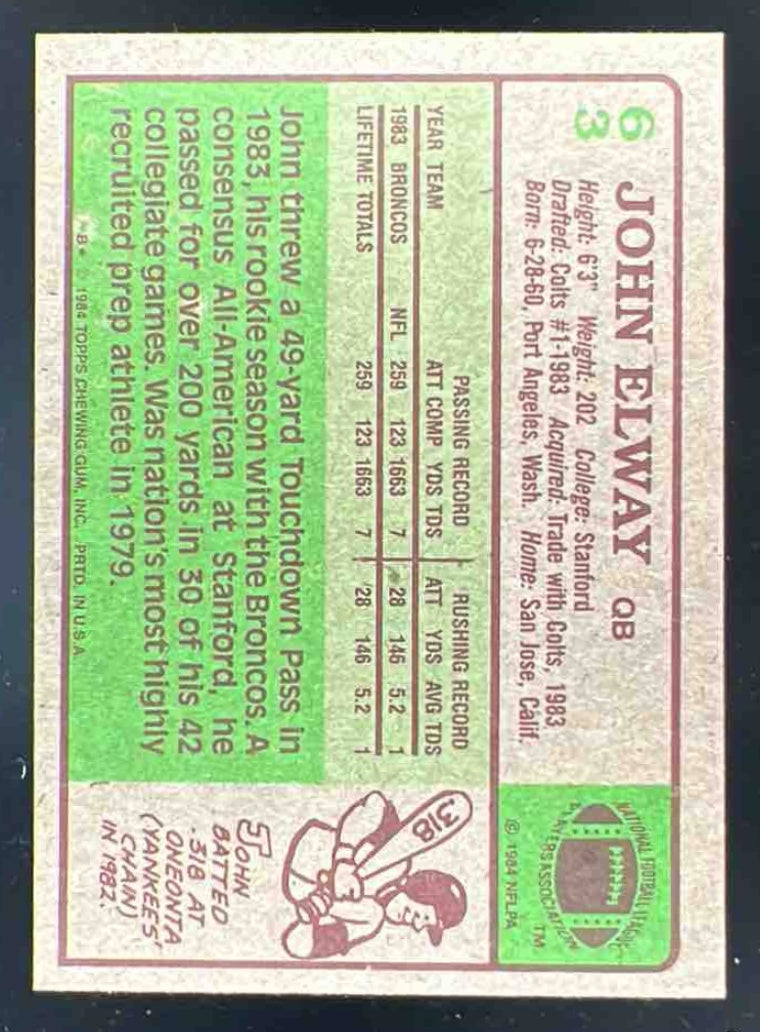 63
JOHN ELWAY QB
Height: 6'3" Weight: 202 College: Stanford
Drafted: Colts #1-1983 Acquired: Trade with Colts, 1983
Born: 6-28-60, Port Angeles, Wash. Home: San Jose, Calif.
NATIONAL FOOTBALL LEAGUE
PLAYERS ASSOCIATION
TM
© 1984 NFLPA
PASSING RECORD RUSHING RECORD
YEAR TEAM ATT COMP YDS TDS ATT YDS AVG TDS
1983 BRONCOS NFL 259 123 1663 7 28 146 5.2 1
LIFETIME TOTALS 259 123 1663 7 28 146 5.2 1
John threw a 49-yard Touchdown Pass in
1983, his rookie season with the Broncos. A
consensus All-American at Stanford, he
passed for over 200 yards in 30 of his 42
collegiate games. Was nation's most highly
recruited prep athlete in 1979.
*B* © 1984 TOPPS CHEWING GUM, INC. PRTD. IN U.S.A.
.318
JOHN
BATTED
.318 AT
ONEONTA
(YANKEES'
CHAIN)
IN 1982.